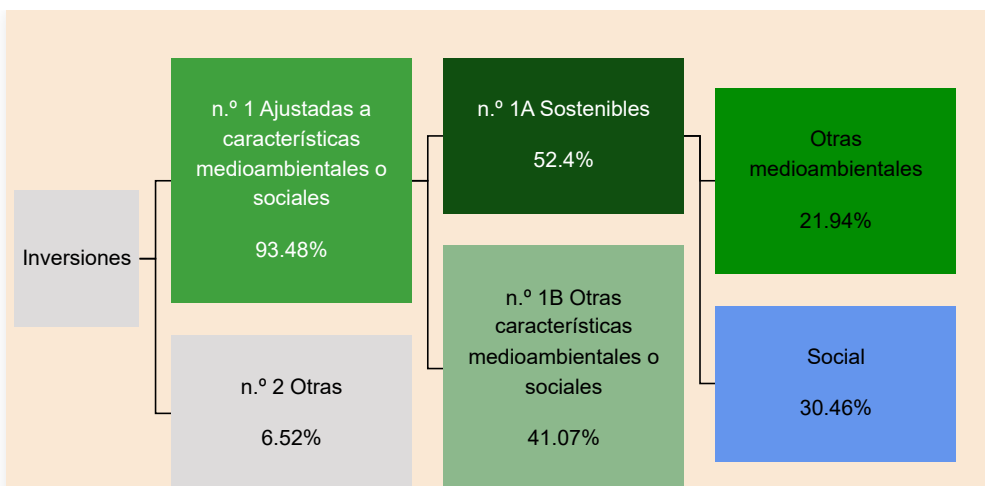 Inversiones
n.º 1 Ajustadas a
características
medioambientales o
sociales
93.48%
n.º 2 Otras
6.52%
n.º 1A Sostenibles
52.4%
n.º 1B Otras
características
medioambientales o
sociales
41.07%
Otras
medioambientales
21.94%
Social
30.46%